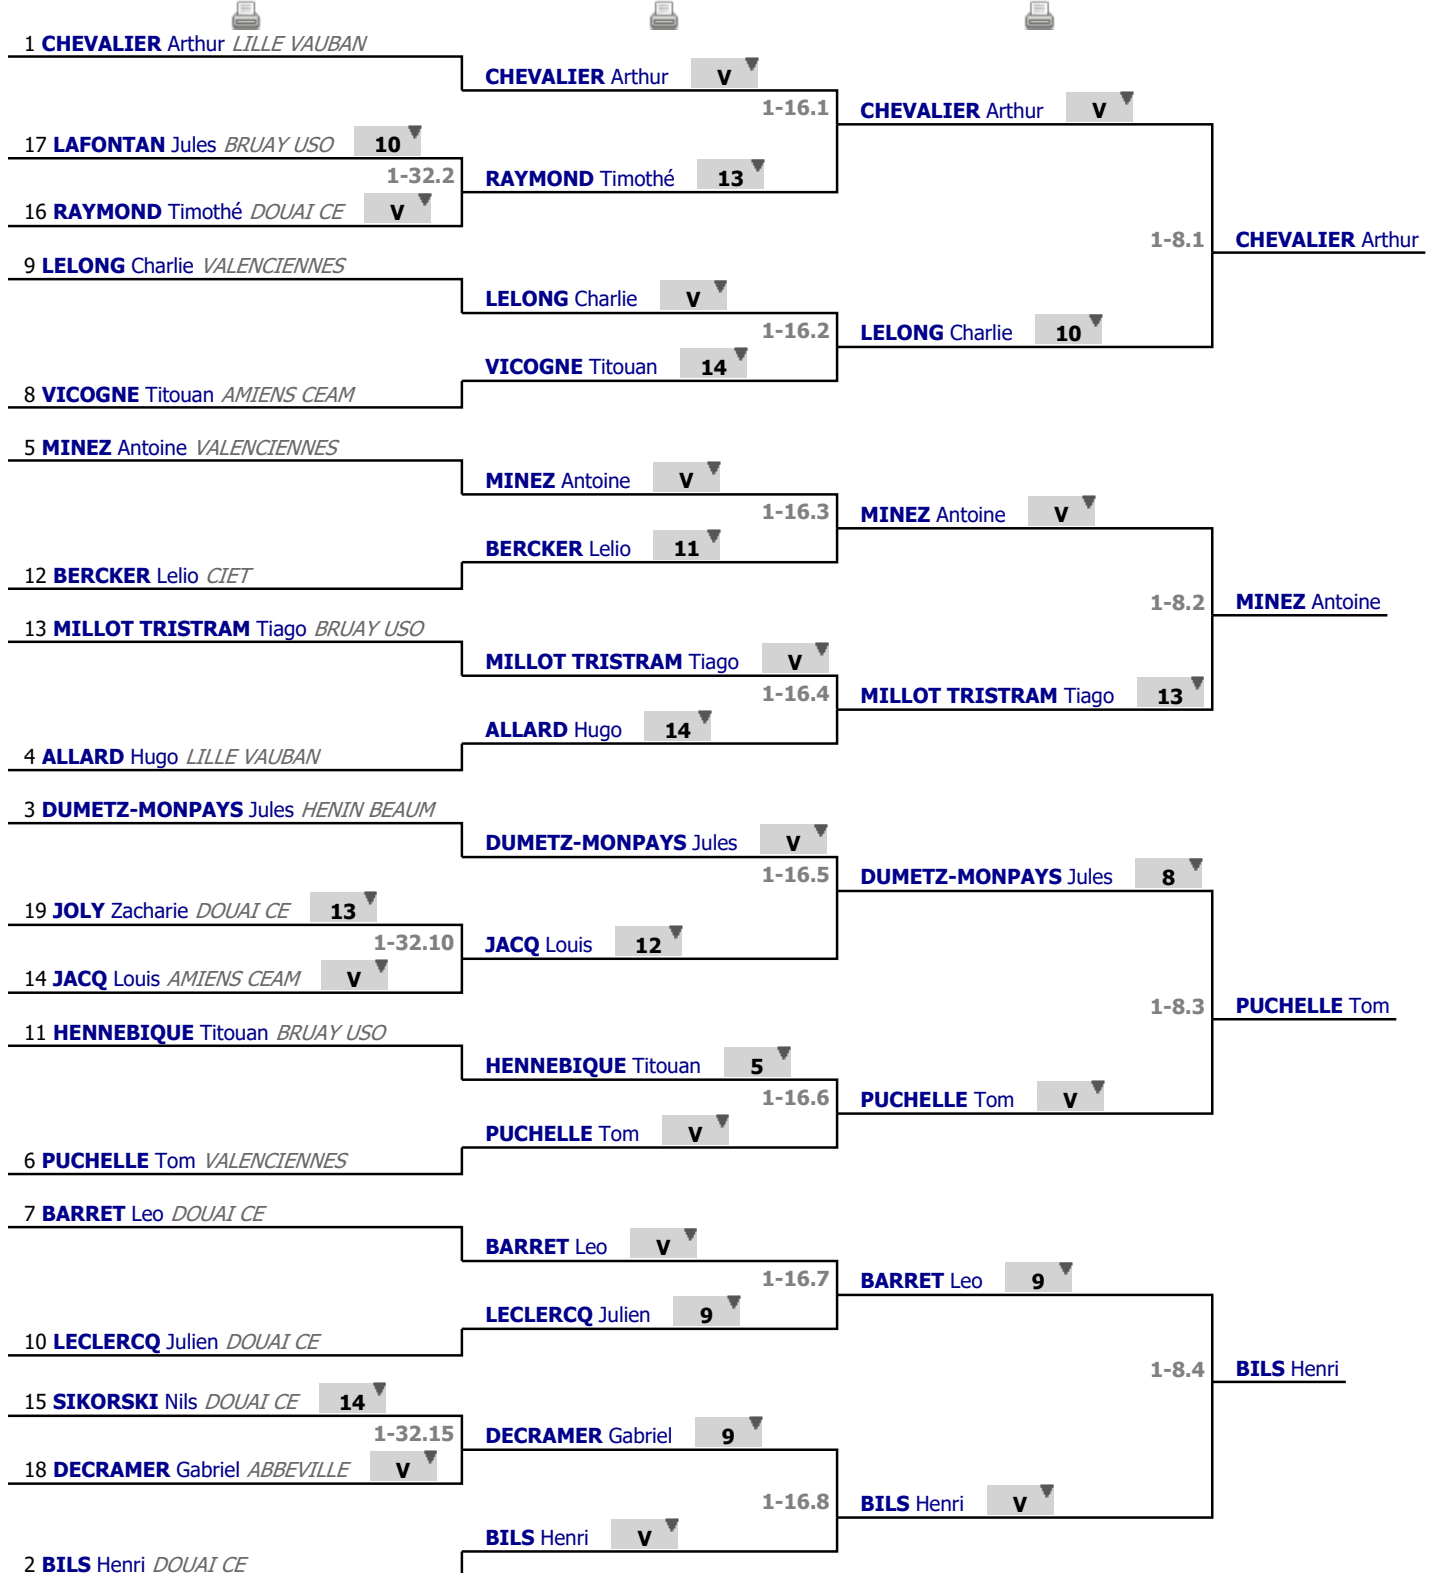 1 CHEVALIER Arthur LILLE VAUBAN
CHEVALIER Arthur V
1-16.1
CHEVALIER Arthur V
17 LAFONTAN Jules BRUAY USO 10
1-32.2
RAYMOND Timothé 13
16 RAYMOND Timothé DOUAI CE V
1-8.1
CHEVALIER Arthur
9 LELONG Charlie VALENCIENNES
LELONG Charlie V
1-16.2
LELONG Charlie 10
VICOGNE Titouan 14
8 VICOGNE Titouan AMIENS CEAM
5 MINEZ Antoine VALENCIENNES
MINEZ Antoine V
1-16.3
MINEZ Antoine V
BERCKER Lelio 11
12 BERCKER Lelio CIET
1-8.2
MINEZ Antoine
13 MILLOT TRISTRAM Tiago BRUAY USO
MILLOT TRISTRAM Tiago V
1-16.4
MILLOT TRISTRAM Tiago 13
ALLARD Hugo 14
4 ALLARD Hugo LILLE VAUBAN
3 DUMETZ-MONPAYS Jules HENIN BEAUM
DUMETZ-MONPAYS Jules V
1-16.5
DUMETZ-MONPAYS Jules 8
19 JOLY Zacharie DOUAI CE 13
1-32.10
JACQ Louis 12
14 JACQ Louis AMIENS CEAM V
1-8.3
PUCHELLE Tom
11 HENNEBIQUE Titouan BRUAY USO
HENNEBIQUE Titouan 5
1-16.6
PUCHELLE Tom V
PUCHELLE Tom V
6 PUCHELLE Tom VALENCIENNES
7 BARRET Leo DOUAI CE
BARRET Leo V
1-16.7
BARRET Leo 9
LECLERCQ Julien 9
10 LECLERCQ Julien DOUAI CE
1-8.4
BILS Henri
15 SIKORSKI Nils DOUAI CE 14
1-32.15
DECRAMER Gabriel 9
18 DECRAMER Gabriel ABBEVILLE V
1-16.8
BILS Henri V
BILS Henri V
2 BILS Henri DOUAI CE